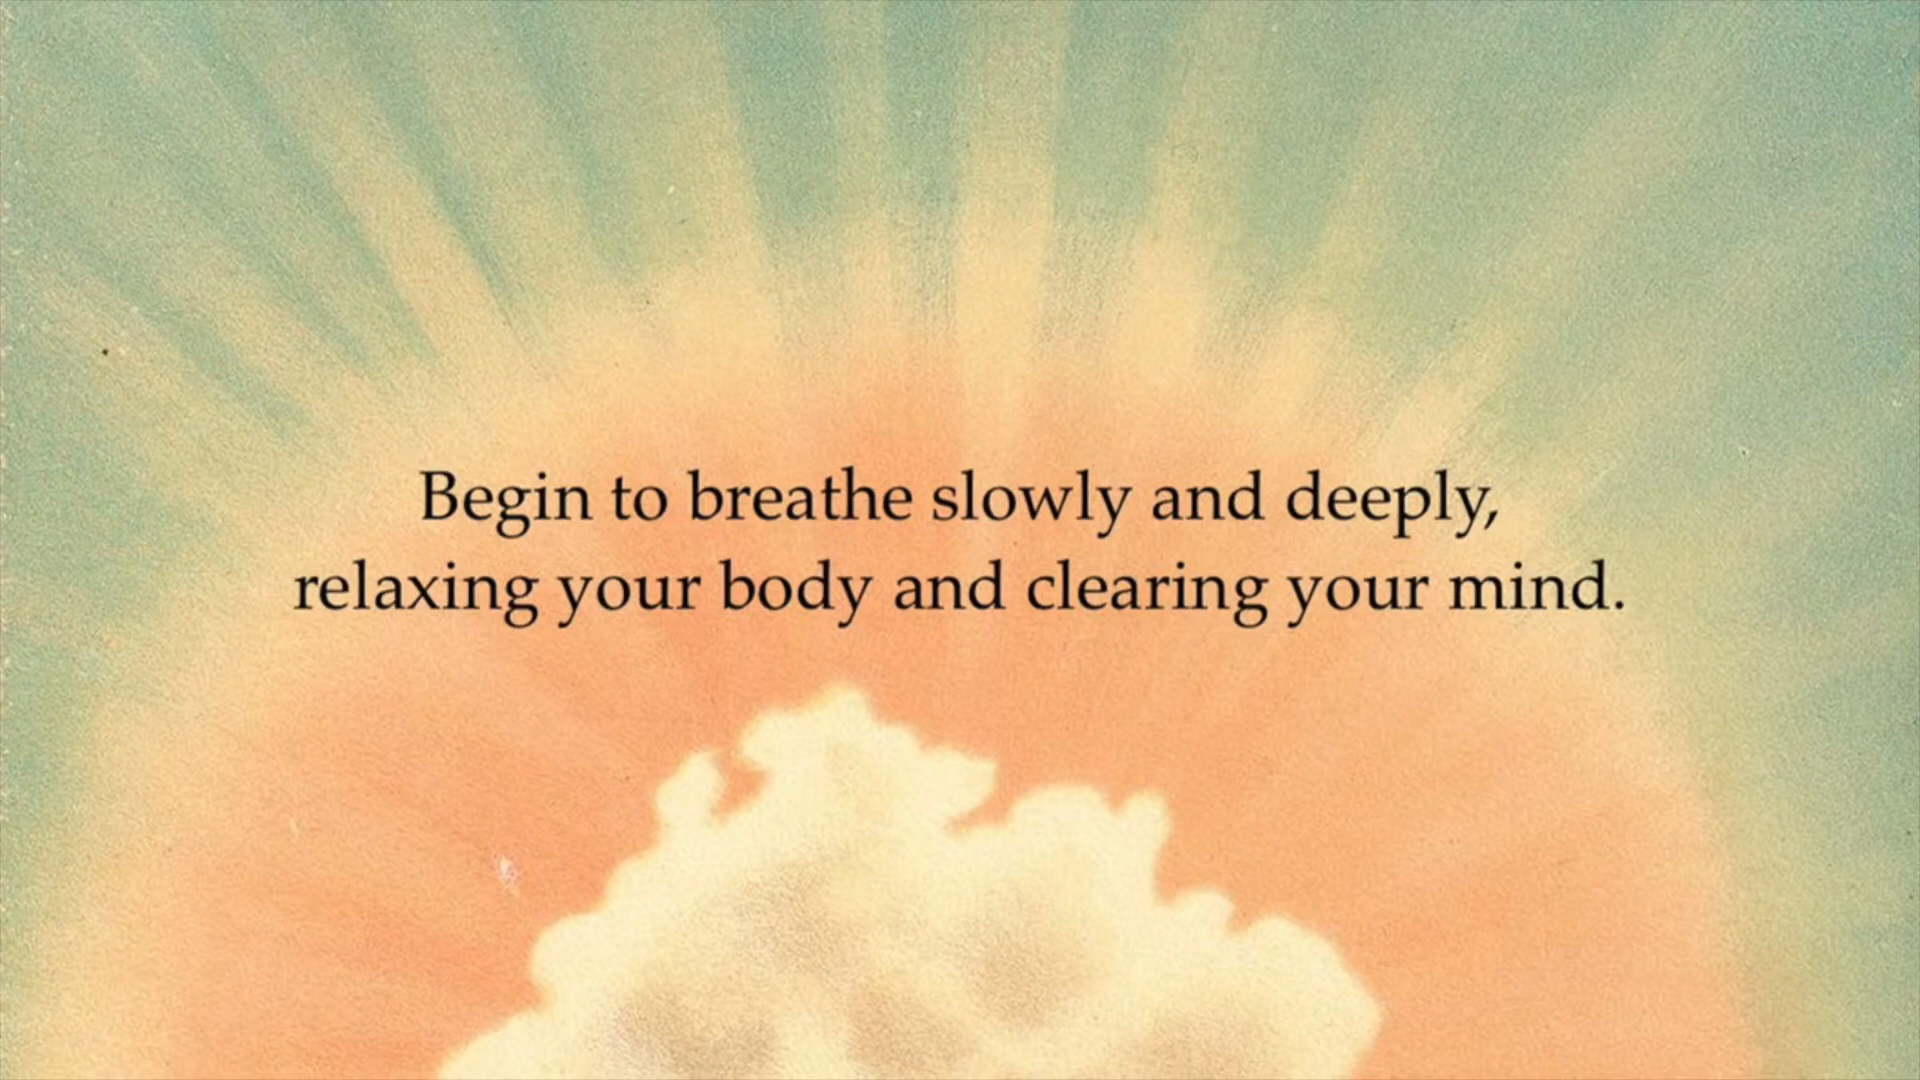 Begin to breathe slowly and deeply,
relaxing your body and clearing your mind.